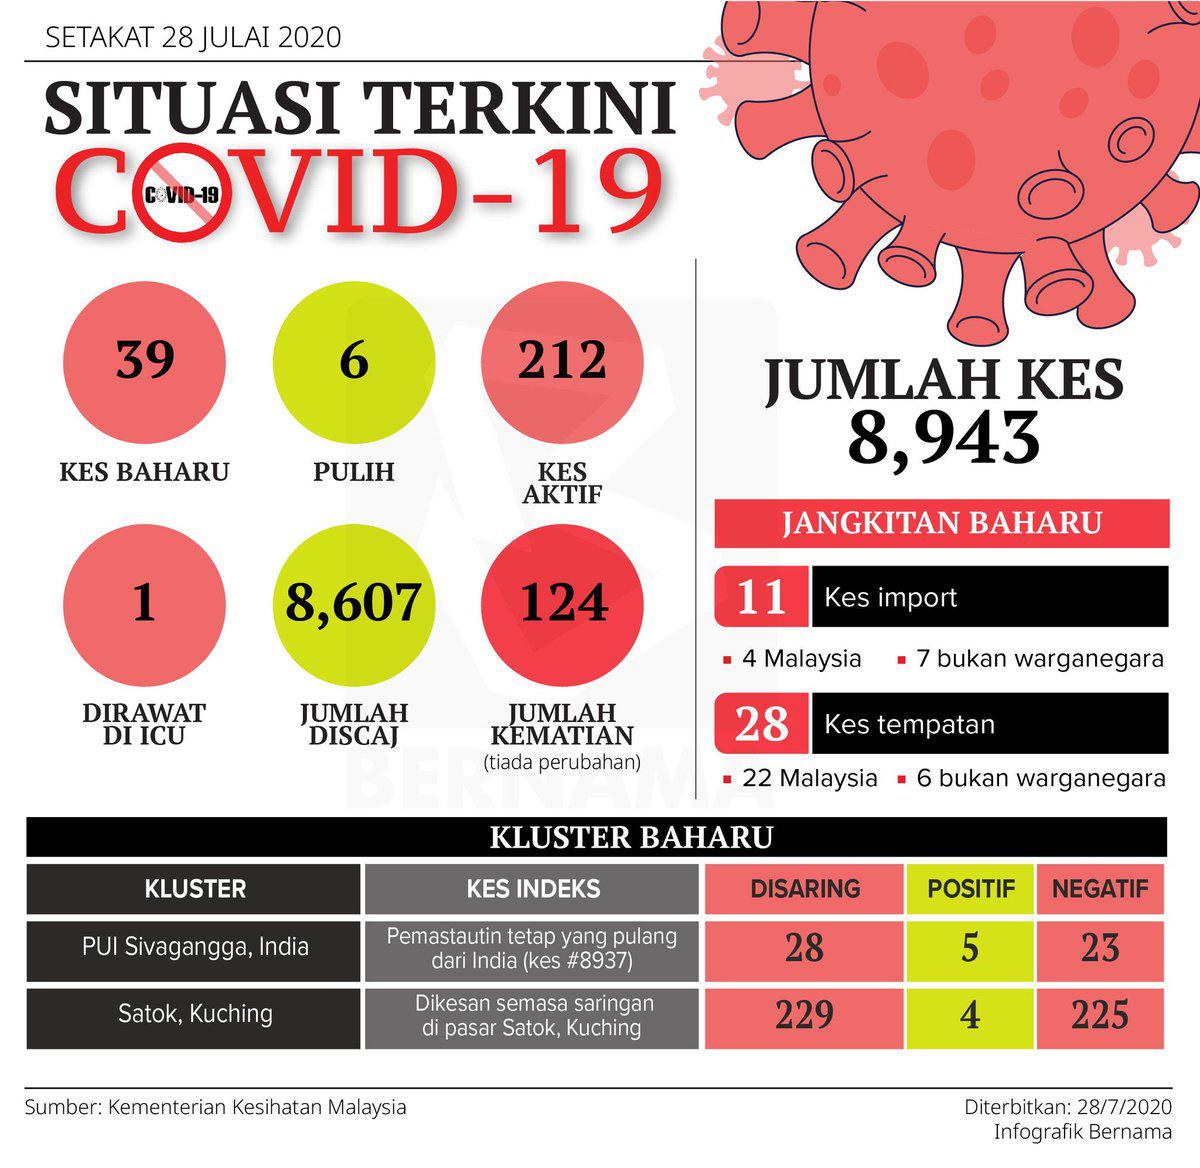 SETAKAT 28 JULAI 2020
SITUASI TERKINI
COVID-19
COVID-19
39
KES BAHARU
6
PULIH
212
KES
AKTIF
1
DIRAWAT
DI ICU
8,607
JUMLAH
DISCAJ
124
JUMLAH
KEMATIAN
(tiada perubahan)
BERNAMA
JUMLAH KES
8,943
JANGKITAN BAHARU
11 Kes import
▪ 4 Malaysia ▪ 7 bukan warganegara
28 Kes tempatan
▪ 22 Malaysia ▪ 6 bukan warganegara
KLUSTER BAHARU
KLUSTER KES INDEKS DISARING POSITIF NEGATIF
PUI Sivagangga, India
Pemastautin tetap yang pulang
dari India (kes #8937)
28 5 23
Satok, Kuching
Dikesan semasa saringan
di pasar Satok, Kuching
229 4 225
Sumber: Kementerian Kesihatan Malaysia
Diterbitkan: 28/7/2020
Infografik Bernama